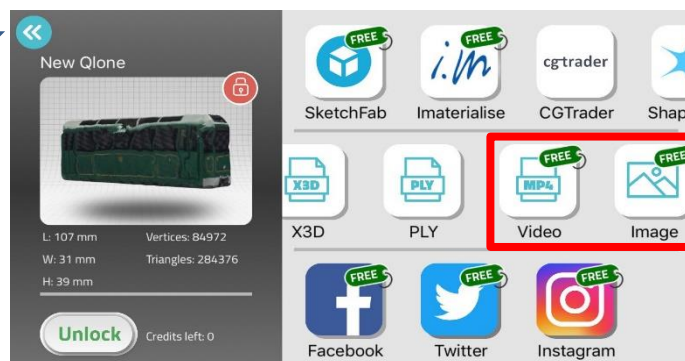 New Qlone
L: 107 mm
Vertices: 84972
W: 31 mm
Triangles: 284376
H: 39 mm
Unlock
Credits left: 0
FREE
FREE
i.m
cgtrader
SketchFab
Imaterialise
CGTrader
Shap
X3D
PLY
FREE
MP4
FREE
X3D
PLY
Video
Image
FREE
FREE
FREE
Facebook
Twitter
Instagram